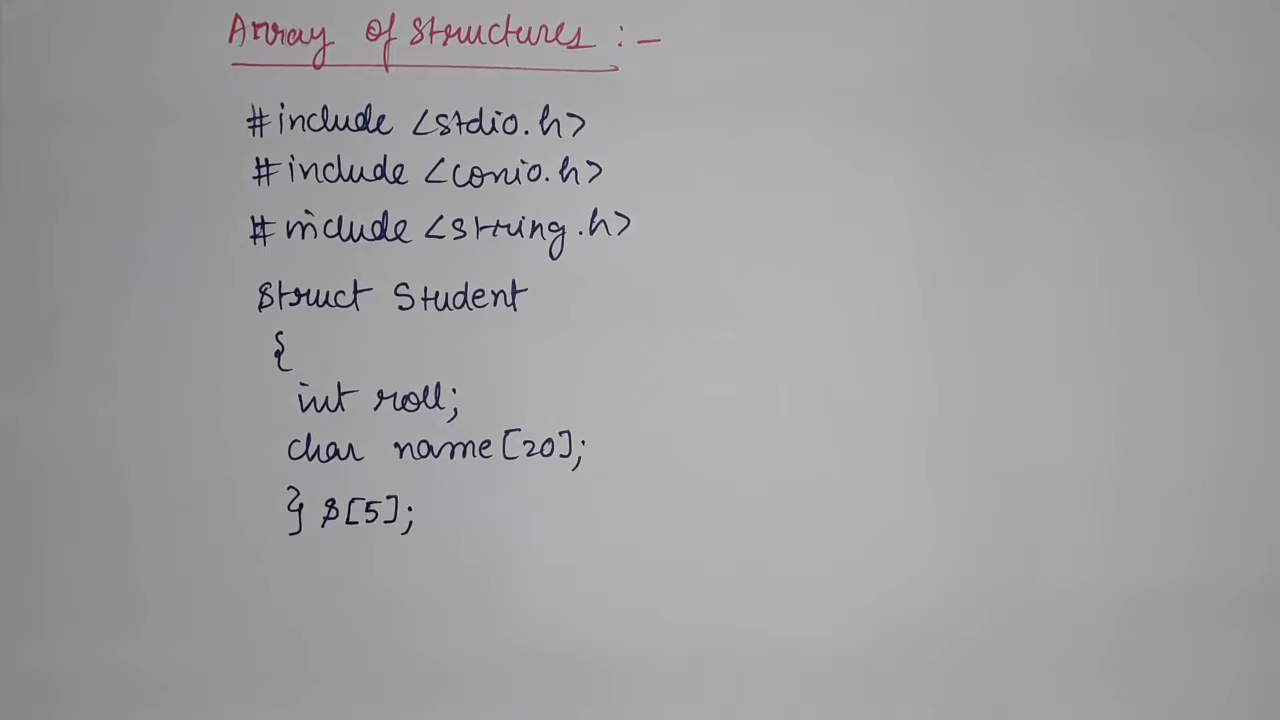 Array of structures :-
#include <stdio.h>
#include <conio.h>
#include <string.h>
struct Student
{
int roll;
char name[20];
} s[5];